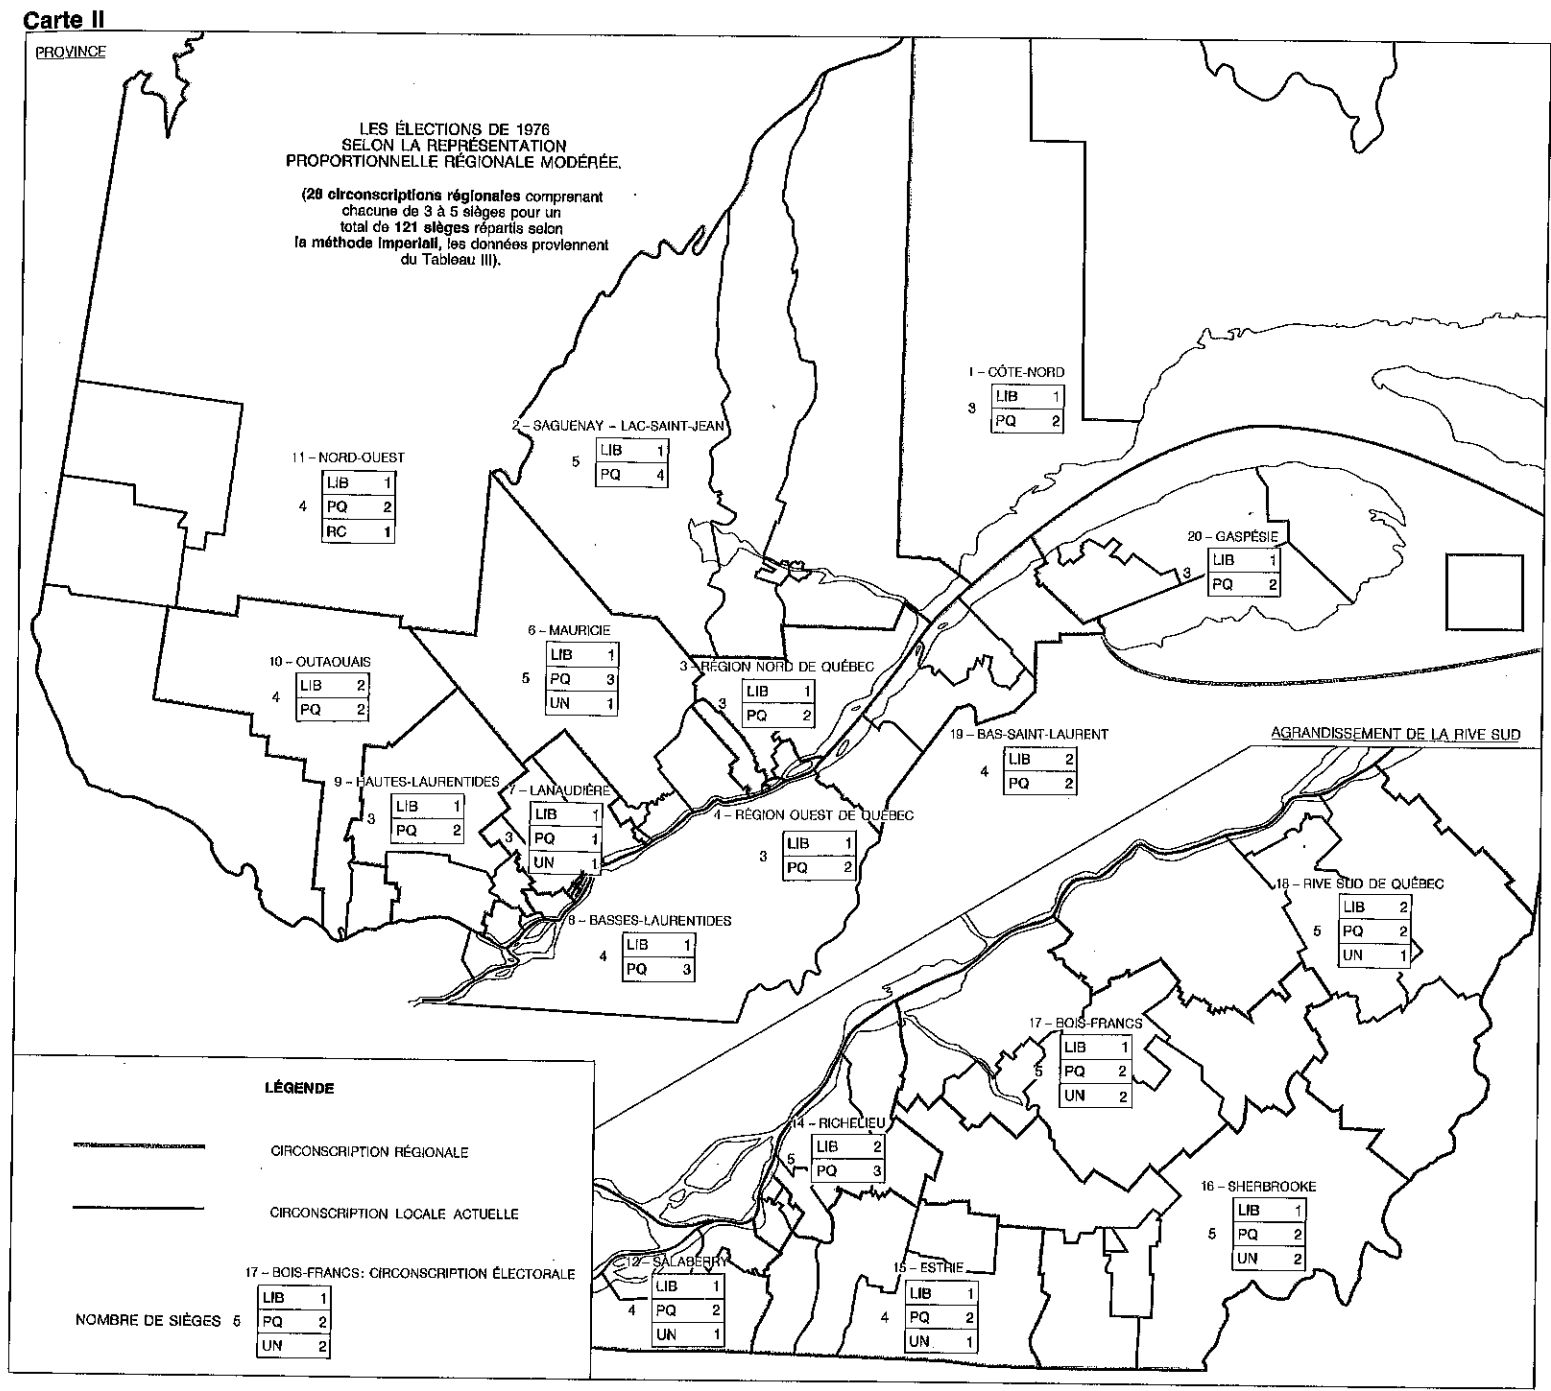 Carte II
PROVINCE
LES ÉLECTIONS DE 1976
SELON LA REPRÉSENTATION
PROPORTIONNELLE RÉGIONALE MODÉRÉE.
(28 circonscriptions régionales comprenant
chacune de 3 à 5 sièges pour un
total de 121 sièges répartis selon
la méthode Imperiali, les données proviennent
du Tableau III).
1 – CÔTE-NORD
3
LIB 1
PQ 2
2 – SAGUENAY – LAC-SAINT-JEAN
5
LIB 1
PQ 4
11 – NORD-OUEST
4
LIB 1
PQ 2
RC 1
20 – GASPÉSIE
3
LIB 1
PQ 2
6 – MAURICIE
5
LIB 1
PQ 3
UN 1
10 – OUTAOUAIS
4
LIB 2
PQ 2
3 – RÉGION NORD DE QUÉBEC
3
LIB 1
PQ 2
19 – BAS-SAINT-LAURENT
4
LIB 2
PQ 2
AGRANDISSEMENT DE LA RIVE SUD
9 – HAUTES-LAURENTIDES
3
LIB 1
PQ 2
7 – LANAUDIÈRE
3
LIB 1
PQ 1
UN 1
4 – RÉGION OUEST DE QUÉBEC
3
LIB 1
PQ 2
18 – RIVE SUD DE QUÉBEC
5
LIB 2
PQ 2
UN 1
8 – BASSES-LAURENTIDES
4
LIB 1
PQ 3
17 – BOIS-FRANCS
5
LIB 1
PQ 2
UN 2
14 – RICHELIEU
5
LIB 2
PQ 3
16 – SHERBROOKE
5
LIB 1
PQ 2
UN 2
12 – SALABERRY
4
LIB 1
PQ 2
UN 1
15 – ESTRIE
4
LIB 1
PQ 2
UN 1
LÉGENDE
CIRCONSCRIPTION RÉGIONALE
CIRCONSCRIPTION LOCALE ACTUELLE
17 – BOIS-FRANCS: CIRCONSCRIPTION ÉLECTORALE
NOMBRE DE SIÈGES 5
LIB 1
PQ 2
UN 2